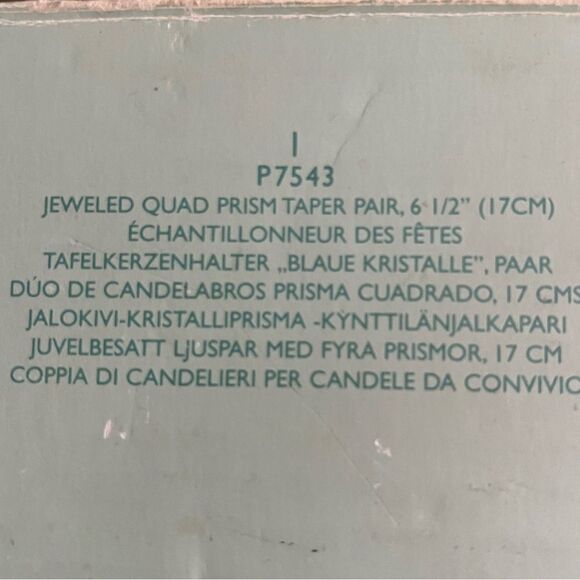 1
P7543
JEWELED QUAD PRISM TAPER PAIR, 6 1/2" (17CM)
ÉCHANTILLONNEUR DES FÊTES
TAFELKERZENHALTER „BLAUE KRISTALLE", PAAR
DÚO DE CANDELABROS PRISMA CUADRADO, 17 CMS
JALOKIVI-KRISTALLIPRISMA -KYNTTILÄNJALKAPARI
JUVELBESATT LJUSPAR MED FYRA PRISMOR, 17 CM
COPPIA DI CANDELIERI PER CANDELE DA CONVIVIO